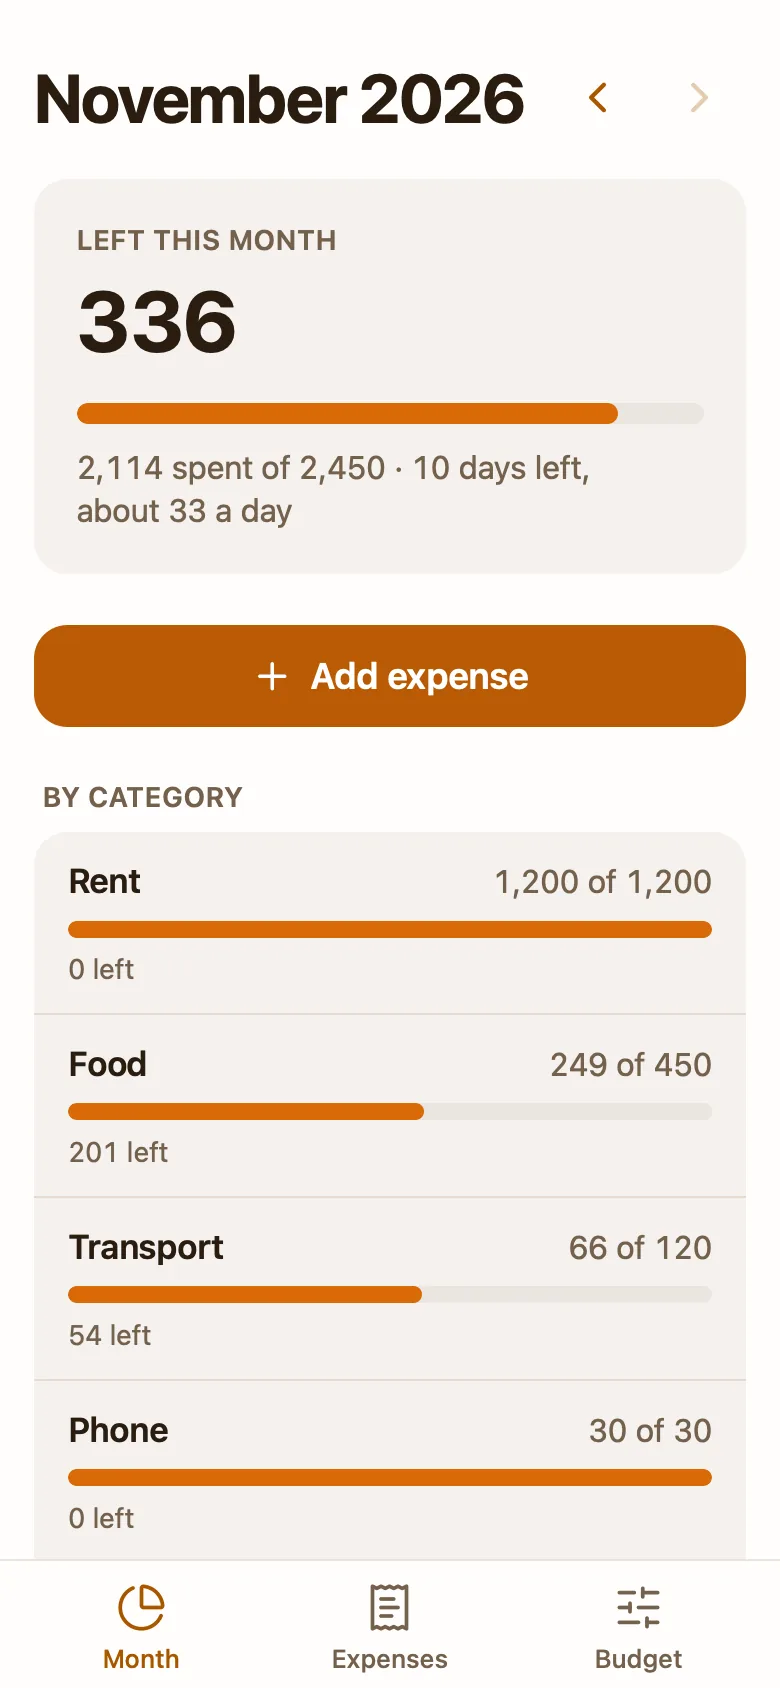 November 2026
LEFT THIS MONTH
336
2,114 spent of 2,450 · 10 days left,
about 33 a day
Add expense
BY CATEGORY
Rent 1,200 of 1,200
0 left
Food 249 of 450
201 left
Transport 66 of 120
54 left
Phone 30 of 30
0 left
Month Expenses Budget